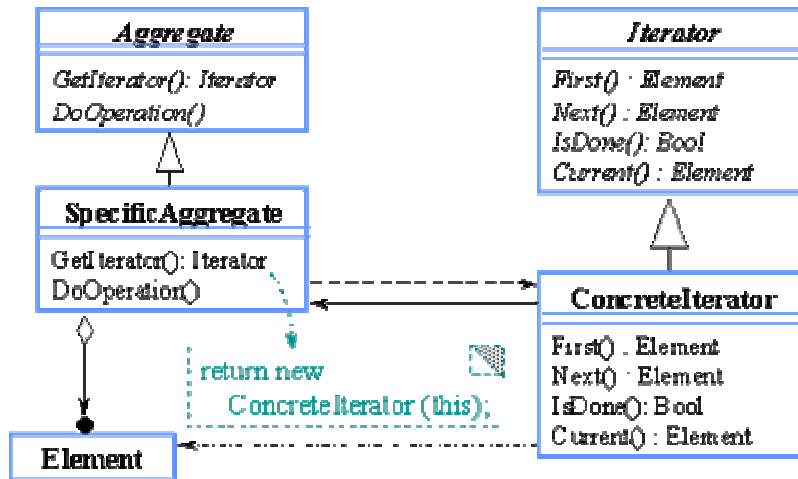 Aggregate
GetIterator(): Iterator
DoOperation()
Iterator
First() : Element
Next() : Element
IsDone(): Bool
Current() : Element
SpecificAggregate
GetIterator(): Iterator
DoOperation()
return new
ConcreteIterator (this);
ConcreteIterator
First() : Element
Next() : Element
IsDone(): Bool
Current() : Element
Element